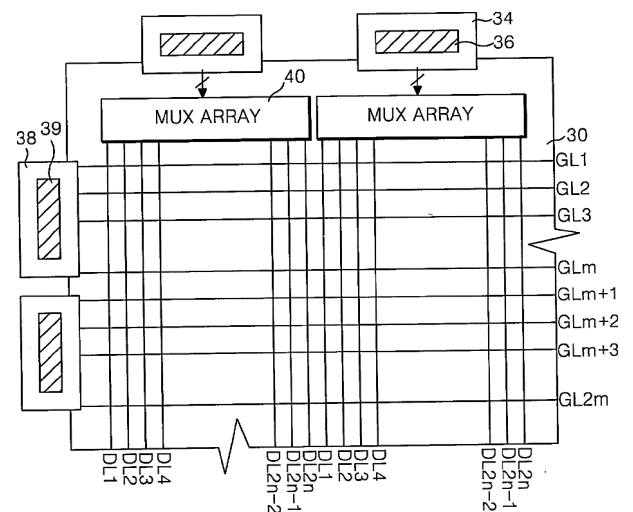 34
36
40
MUX ARRAY
MUX ARRAY
30
38
39
GL1
GL2
GL3
GLm
GLm+1
GLm+2
GLm+3
GL2m
DL1
DL2
DL3
DL4
DL2n-2
DL2n-1
DL2n
DL1
DL2
DL3
DL4
DL2n-2
DL2n-1
DL2n